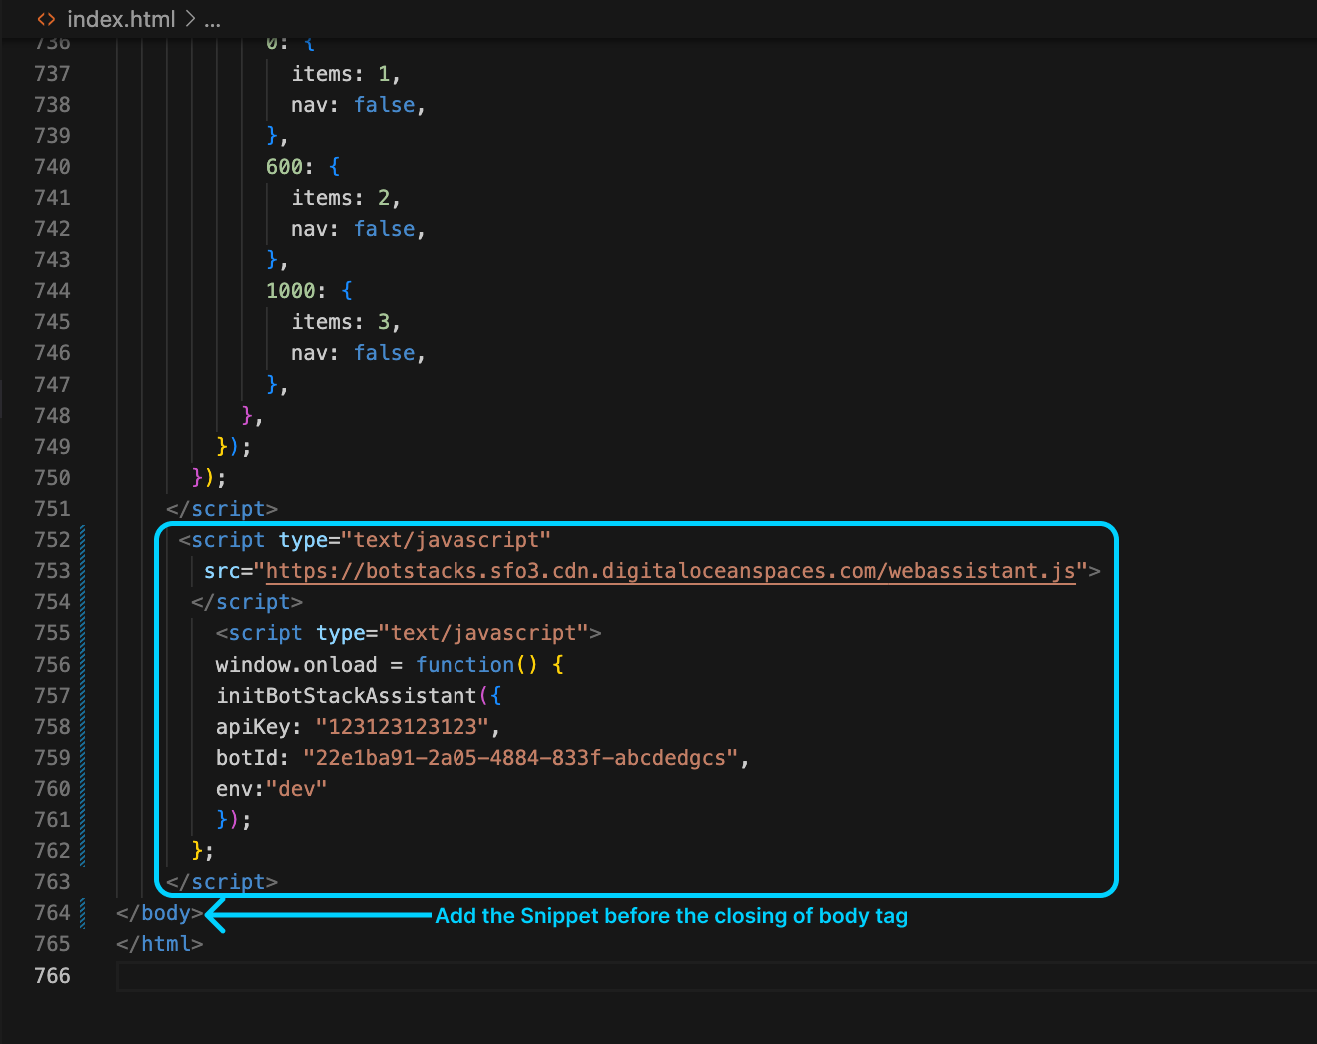 <> index.html > ...
736 0: {
737 items: 1,
738 nav: false,
739 },
740 600: {
741 items: 2,
742 nav: false,
743 },
744 1000: {
745 items: 3,
746 nav: false,
747 },
748 },
749 });
750 });
751 </script>
752 <script type="text/javascript"
753 src="https://botstacks.sfo3.cdn.digitaloceanspaces.com/webassistant.js">
754 </script>
755 <script type="text/javascript">
756 window.onload = function() {
757 initBotStackAssistant({
758 apiKey: "123123123123",
759 botId: "22e1ba91-2a05-4884-833f-abcdedgcs",
760 env:"dev"
761 });
762 };
763 </script>
764 </body> Add the Snippet before the closing of body tag
765 </html>
766